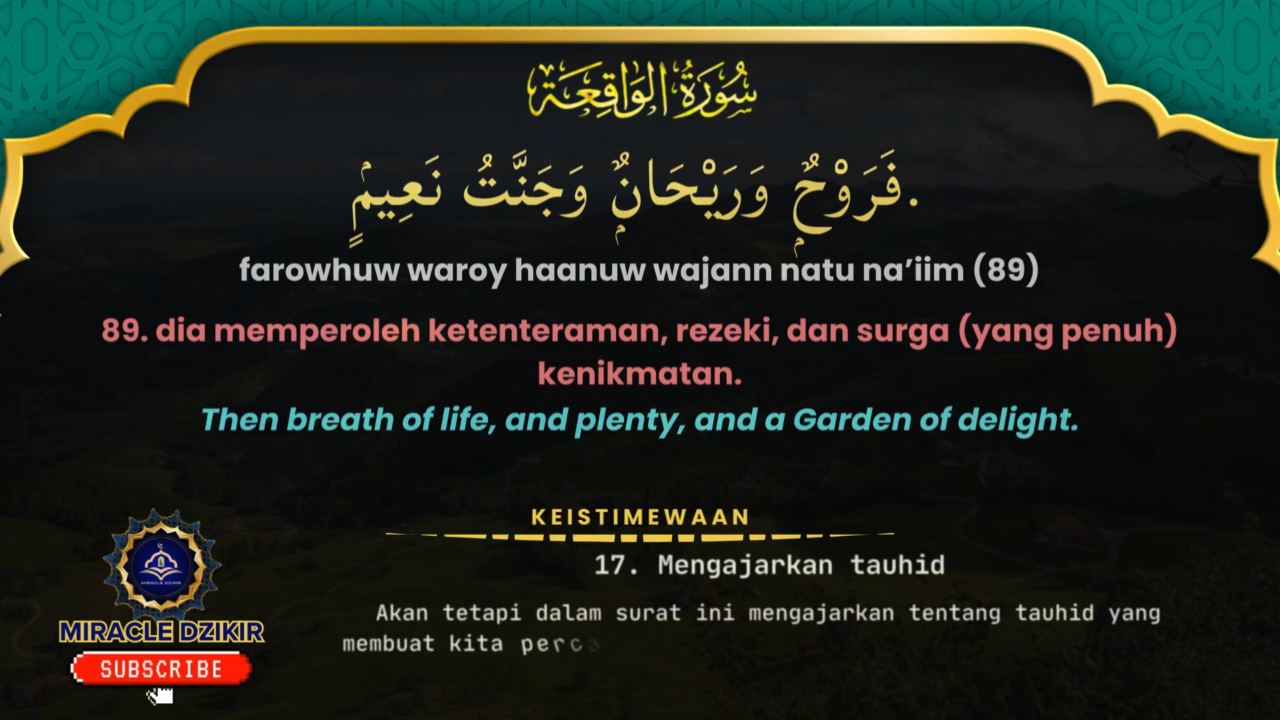 سُورَةُ الوَاقِعَة
فَرَوْحٌ وَرَيْحَانٌ وَجَنَّتُ نَعِيمٍ.
farowhuw waroy haanuw wajann natu na’iim (89)
89. dia memperoleh ketenteraman, rezeki, dan surga (yang penuh)
kenikmatan.
Then breath of life, and plenty, and a Garden of delight.
KEISTIMEWAAN
17. Mengajarkan tauhid
Akan tetapi dalam surat ini mengajarkan tentang tauhid yang
membuat kita perca
MIRACLE DZIKIR
MIRACLE DZIKIR
SUBSCRIBE